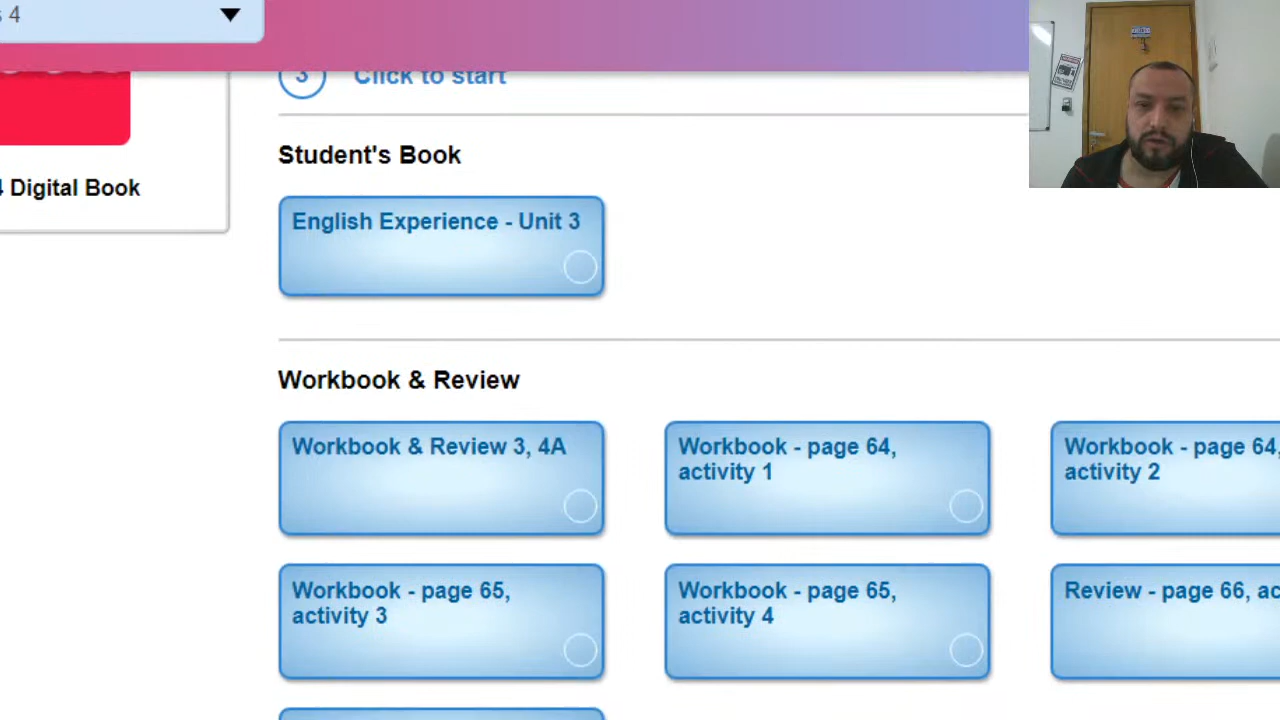 s 4
3 Click to start
Student's Book
4 Digital Book
English Experience - Unit 3
Workbook & Review
Workbook & Review 3, 4A
Workbook - page 64,
activity 1
Workbook - page 64,
activity 2
Workbook - page 65,
activity 3
Workbook - page 65,
activity 4
Review - page 66, ac